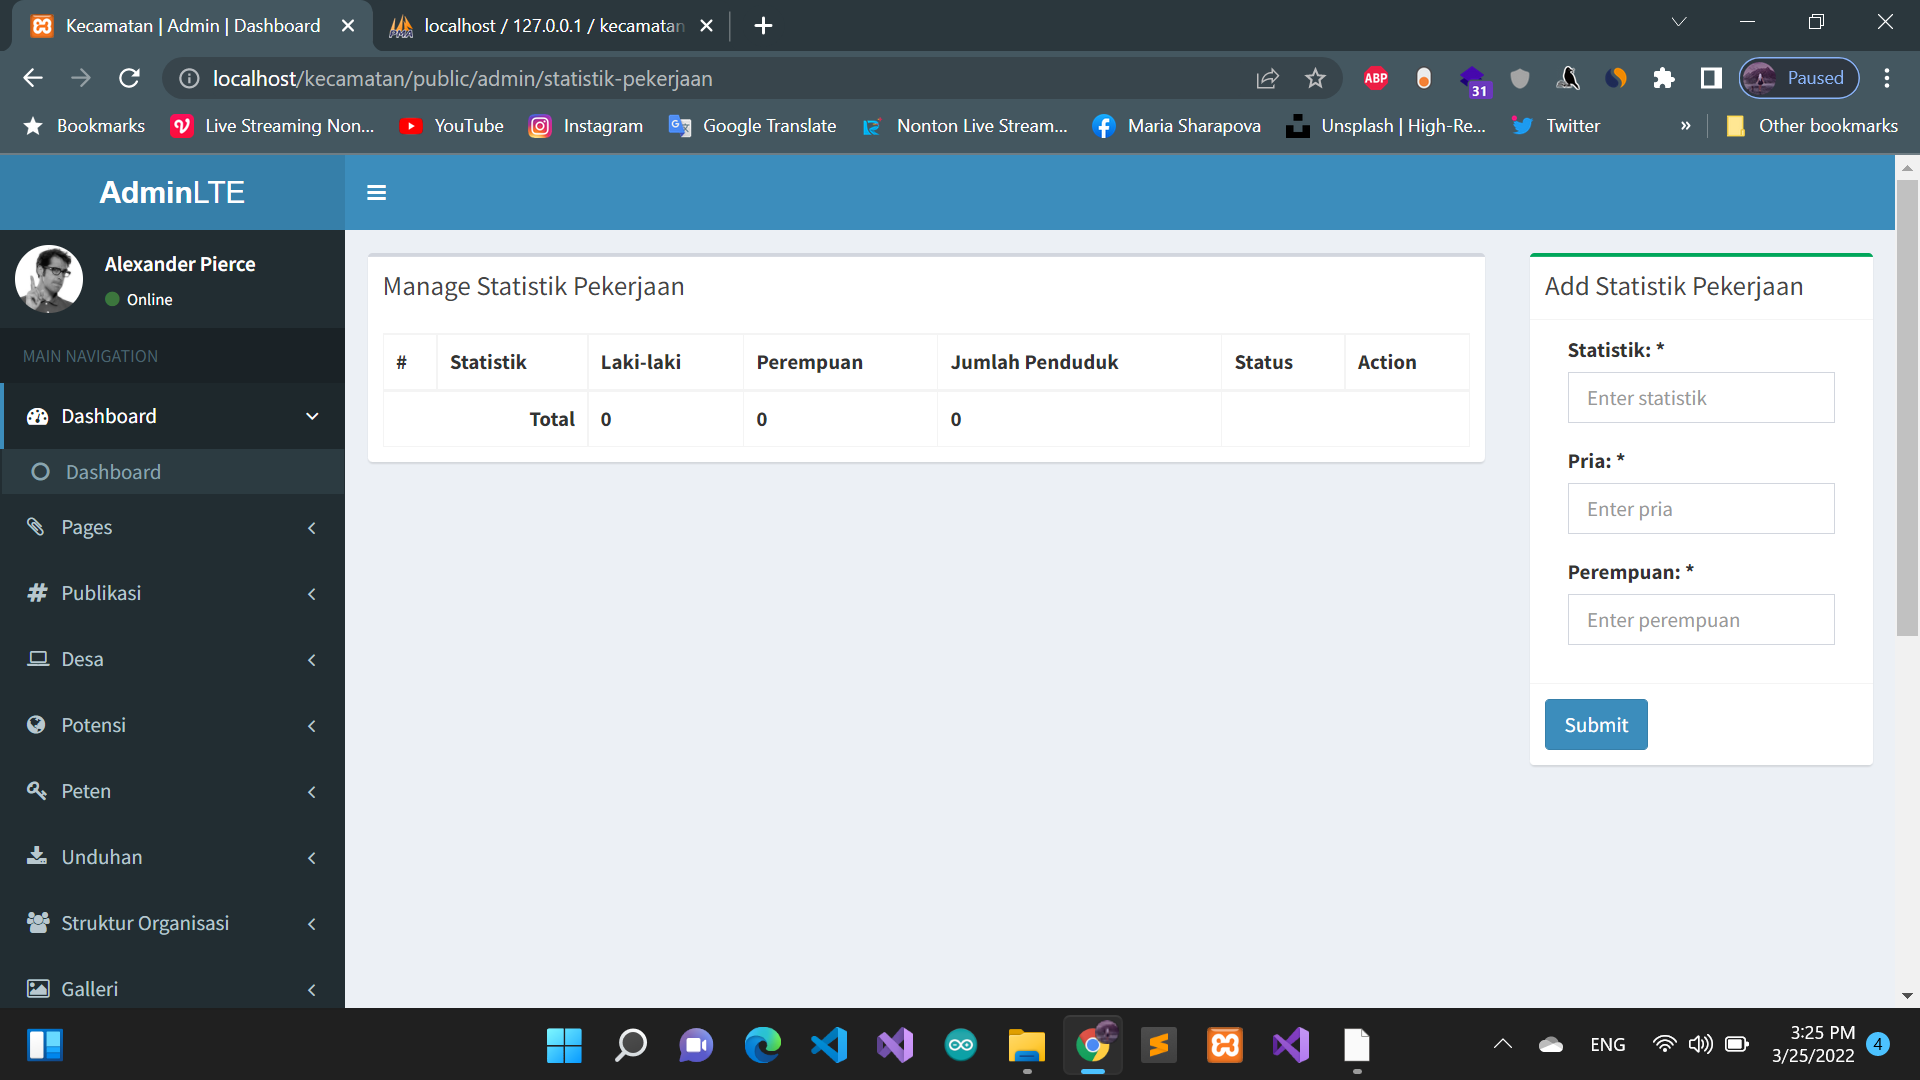 Kecamatan | Admin | Dashboard
localhost / 127.0.0.1 / kecamatan
localhost/kecamatan/public/admin/statistik-pekerjaan
ABP
31
Paused
Bookmarks
Live Streaming Non...
YouTube
Instagram
Google Translate
Nonton Live Stream...
Maria Sharapova
Unsplash | High-Re...
Twitter
»
Other bookmarks
AdminLTE
Alexander Pierce
Online
MAIN NAVIGATION
Dashboard
Dashboard
Pages
Publikasi
Desa
Potensi
Peten
Unduhan
Struktur Organisasi
Galleri
Manage Statistik Pekerjaan
# Statistik Laki-laki Perempuan Jumlah Penduduk Status Action
Total 0 0 0
Add Statistik Pekerjaan
Statistik: *
Enter statistik
Pria: *
Enter pria
Perempuan: *
Enter perempuan
Submit
ENG
3:25 PM
3/25/2022
4